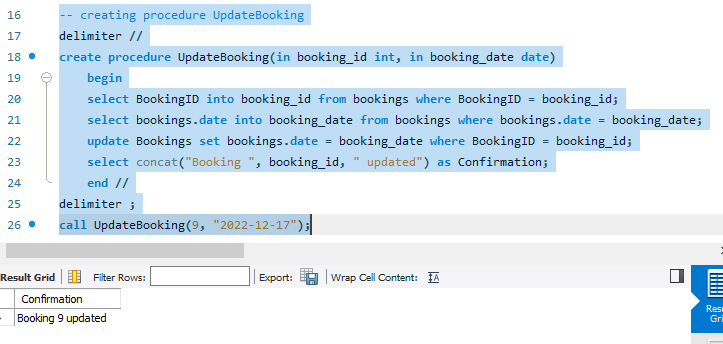 16 -- creating procedure UpdateBooking
17 delimiter //
18 create procedure UpdateBooking(in booking_id int, in booking_date date)
19 begin
20 select BookingID into booking_id from bookings where BookingID = booking_id;
21 select bookings.date into booking_date from bookings where bookings.date = booking_date;
22 update Bookings set bookings.date = booking_date where BookingID = booking_id;
23 select concat("Booking ", booking_id, " updated") as Confirmation;
24 end //
25 delimiter ;
26 call UpdateBooking(9, "2022-12-17");
Result Grid Filter Rows: Export: Wrap Cell Content: IA
Confirmation
Booking 9 updated